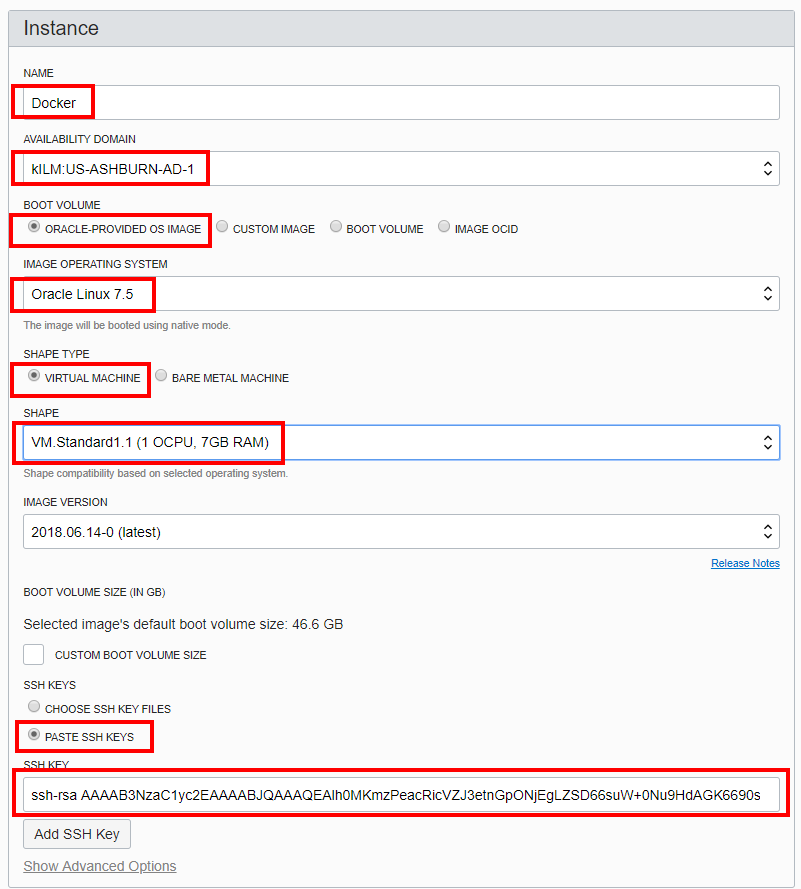 Instance
NAME
Docker
AVAILABILITY DOMAIN
kILM:US-ASHBURN-AD-1
BOOT VOLUME
ORACLE-PROVIDED OS IMAGE CUSTOM IMAGE BOOT VOLUME IMAGE OCID
IMAGE OPERATING SYSTEM
Oracle Linux 7.5
The image will be booted using native mode.
SHAPE TYPE
VIRTUAL MACHINE BARE METAL MACHINE
SHAPE
VM.Standard1.1 (1 OCPU, 7GB RAM)
Shape compatibility based on selected operating system.
IMAGE VERSION
2018.06.14-0 (latest)
Release Notes
BOOT VOLUME SIZE (IN GB)
Selected image's default boot volume size: 46.6 GB
CUSTOM BOOT VOLUME SIZE
SSH KEYS
CHOOSE SSH KEY FILES
PASTE SSH KEYS
SSH KEY
ssh-rsa AAAAB3NzaC1yc2EAAAABJQAAAQEAlh0MKmzPeacRicVZJ3etnGpONjEgLZSD66suW+0Nu9HdAGK6690s
Add SSH Key
Show Advanced Options